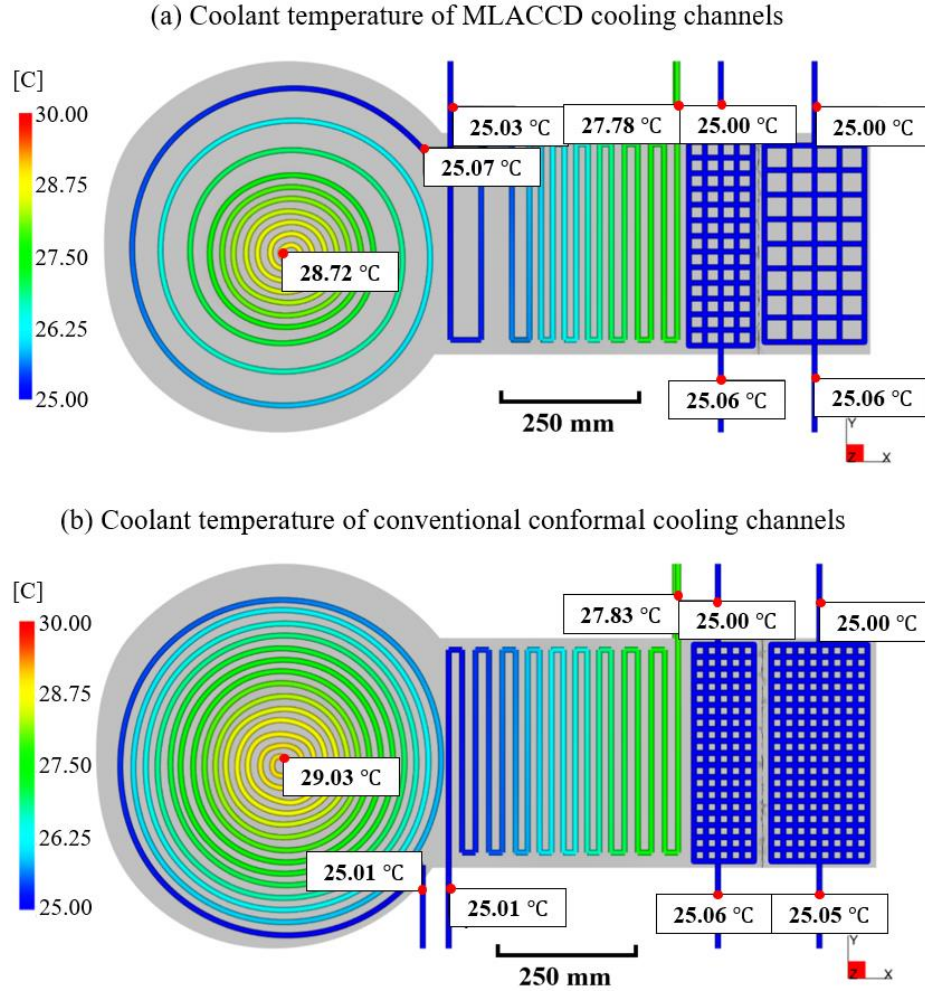 (a) Coolant temperature of MLACCD cooling channels
[C]
30.00
28.75
27.50
26.25
25.00
25.03 °C
27.78 °C
25.00 °C
25.00 °C
25.07 °C
28.72 °C
25.06 °C
25.06 °C
250 mm
Y
Z
X
(b) Coolant temperature of conventional conformal cooling channels
[C]
30.00
28.75
27.50
26.25
25.00
27.83 °C
25.00 °C
25.00 °C
29.03 °C
25.01 °C
25.01 °C
25.06 °C
25.05 °C
250 mm
Y
Z
X